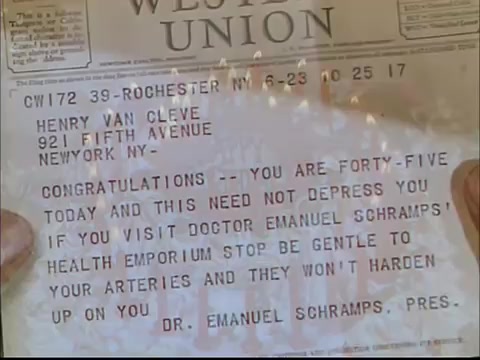 WESTERN
UNION
CW172 39-ROCHESTER NY 6-23 10 25 17
HENRY VAN CLEVE
921 FIFTH AVENUE
NEWYORK NY-
CONGRATULATIONS -- YOU ARE FORTY-FIVE
TODAY AND THIS NEED NOT DEPRESS YOU
IF YOU VISIT DOCTOR EMANUEL SCHRAMPS'
HEALTH EMPORIUM STOP BE GENTLE TO
YOUR ARTERIES AND THEY WON'T HARDEN
UP ON YOU
DR. EMANUEL SCHRAMPS, PRES.